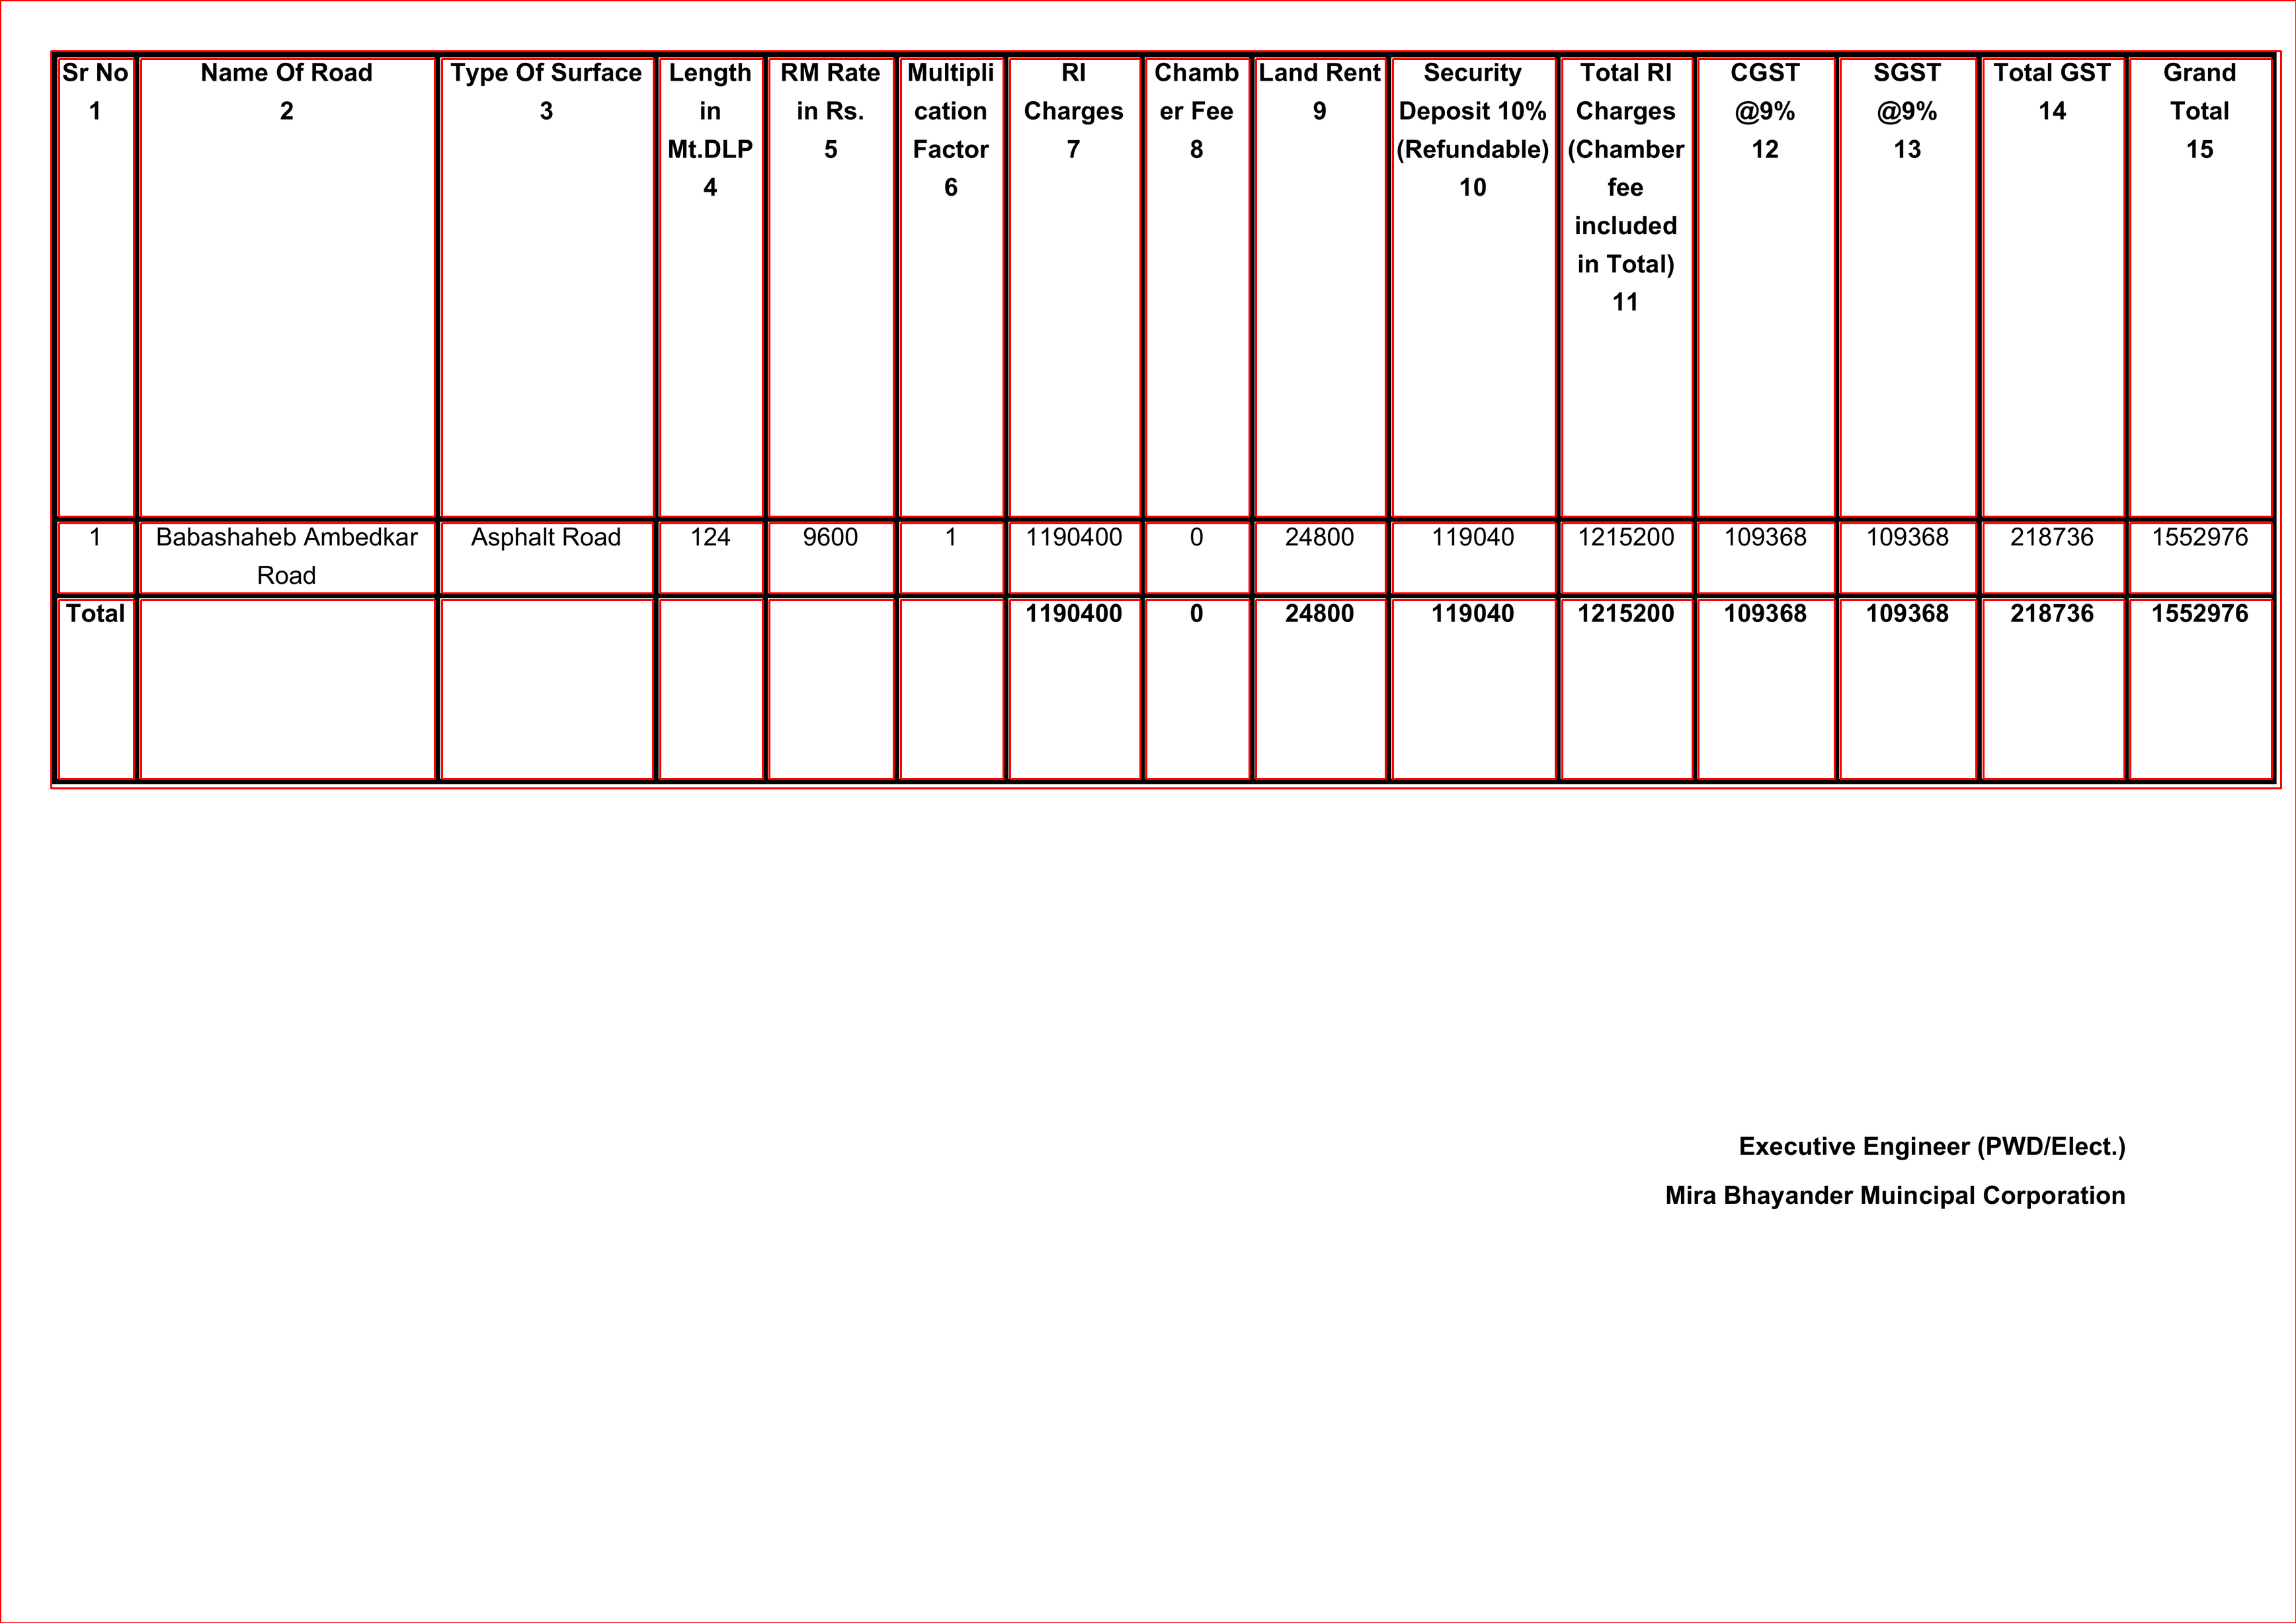 Sr No
1
Name Of Road
2
Type Of Surface
3
Length
in
Mt.DLP
4
RM Rate
in Rs.
5
Multipli
cation
Factor
6
RI
Charges
7
Chamb
er Fee
8
Land Rent
9
Security
Deposit 10%
(Refundable)
10
Total RI
Charges
(Chamber
fee
included
in Total)
11
CGST
@9%
12
SGST
@9%
13
Total GST
14
Grand
Total
15
1
Babashaheb Ambedkar
Road
Asphalt Road
124
9600
1
1190400
0
24800
119040
1215200
109368
109368
218736
1552976
Total
1190400
0
24800
119040
1215200
109368
109368
218736
1552976
Executive Engineer (PWD/Elect.)
Mira Bhayander Muincipal Corporation